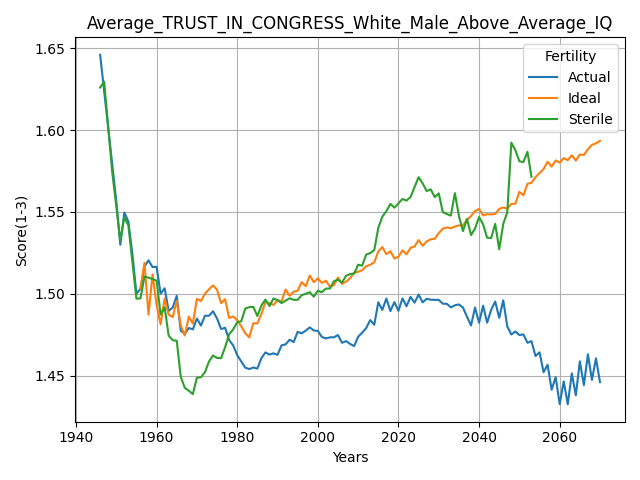 Average_TRUST_IN_CONGRESS_White_Male_Above_Average_IQ
Score(1-3)
1.65
1.60
1.55
1.50
1.45
Fertility
Actual
Ideal
Sterile
1940
1960
1980
2000
2020
2040
2060
Years